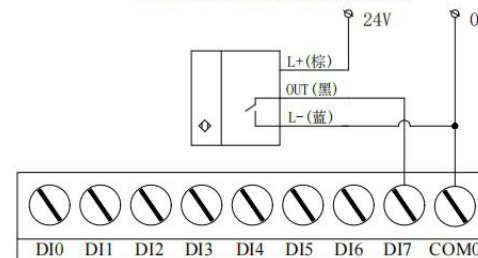 24V
0
L+(棕)
OUT(黑)
L-(蓝)
DI0 DI1 DI2 DI3 DI4 DI5 DI6 DI7 COM0